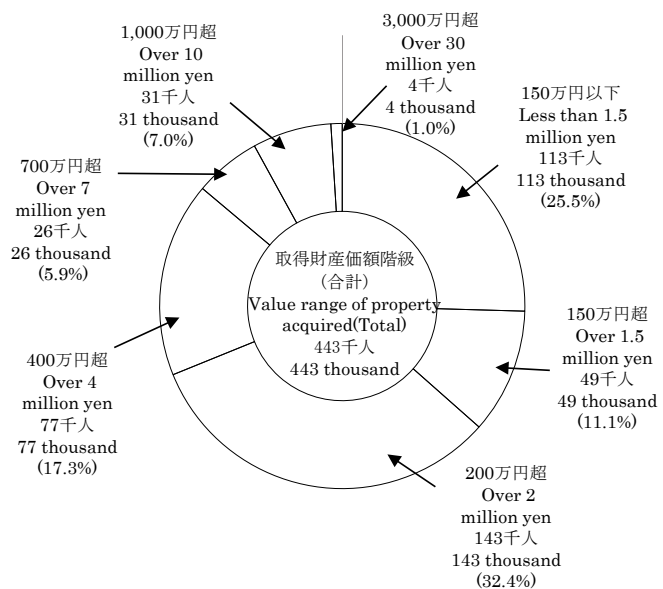 3,000万円超
Over 30
million yen
4千人
4 thousand
(1.0%)
150万円以下
Less than 1.5
million yen
113千人
113 thousand
(25.5%)
150万円超
Over 1.5
million yen
49千人
49 thousand
(11.1%)
200万円超
Over 2
million yen
143千人
143 thousand
(32.4%)
400万円超
Over 4
million yen
77千人
77 thousand
(17.3%)
700万円超
Over 7
million yen
26千人
26 thousand
(5.9%)
1,000万円超
Over 10
million yen
31千人
31 thousand
(7.0%)
取得財産価額階級
(合計)
Value range of property
acquired(Total)
443千人
443 thousand